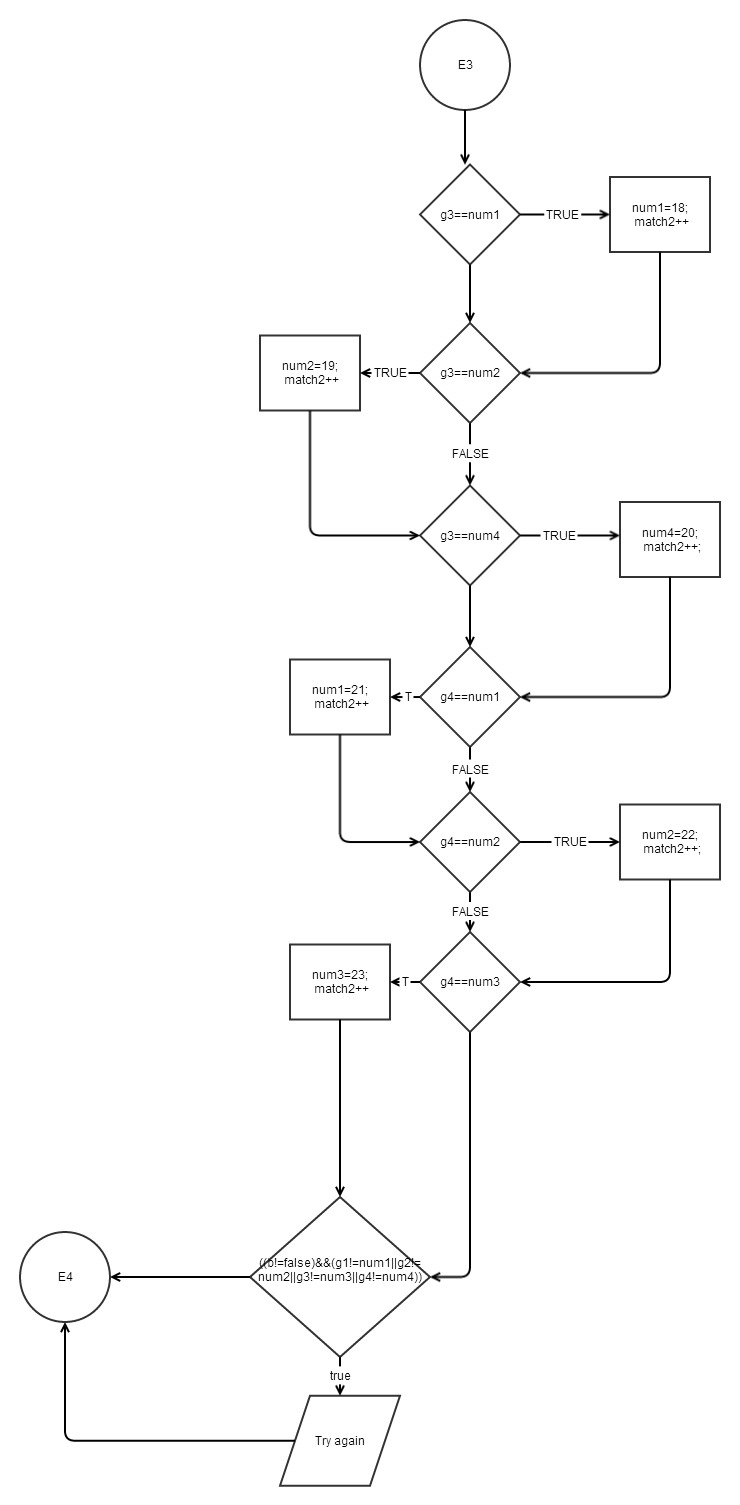 E3
g3==num1
TRUE
num1=18;
match2++
g3==num2
TRUE
num2=19;
match2++
FALSE
g3==num4
TRUE
num4=20;
match2++;
g4==num1
T
num1=21;
match2++
FALSE
g4==num2
TRUE
num2=22;
match2++;
FALSE
g4==num3
T
num3=23;
match2++
((b!=false)&&(g1!=num1||g2!=
num2||g3!=num3||g4!=num4))
E4
true
Try again